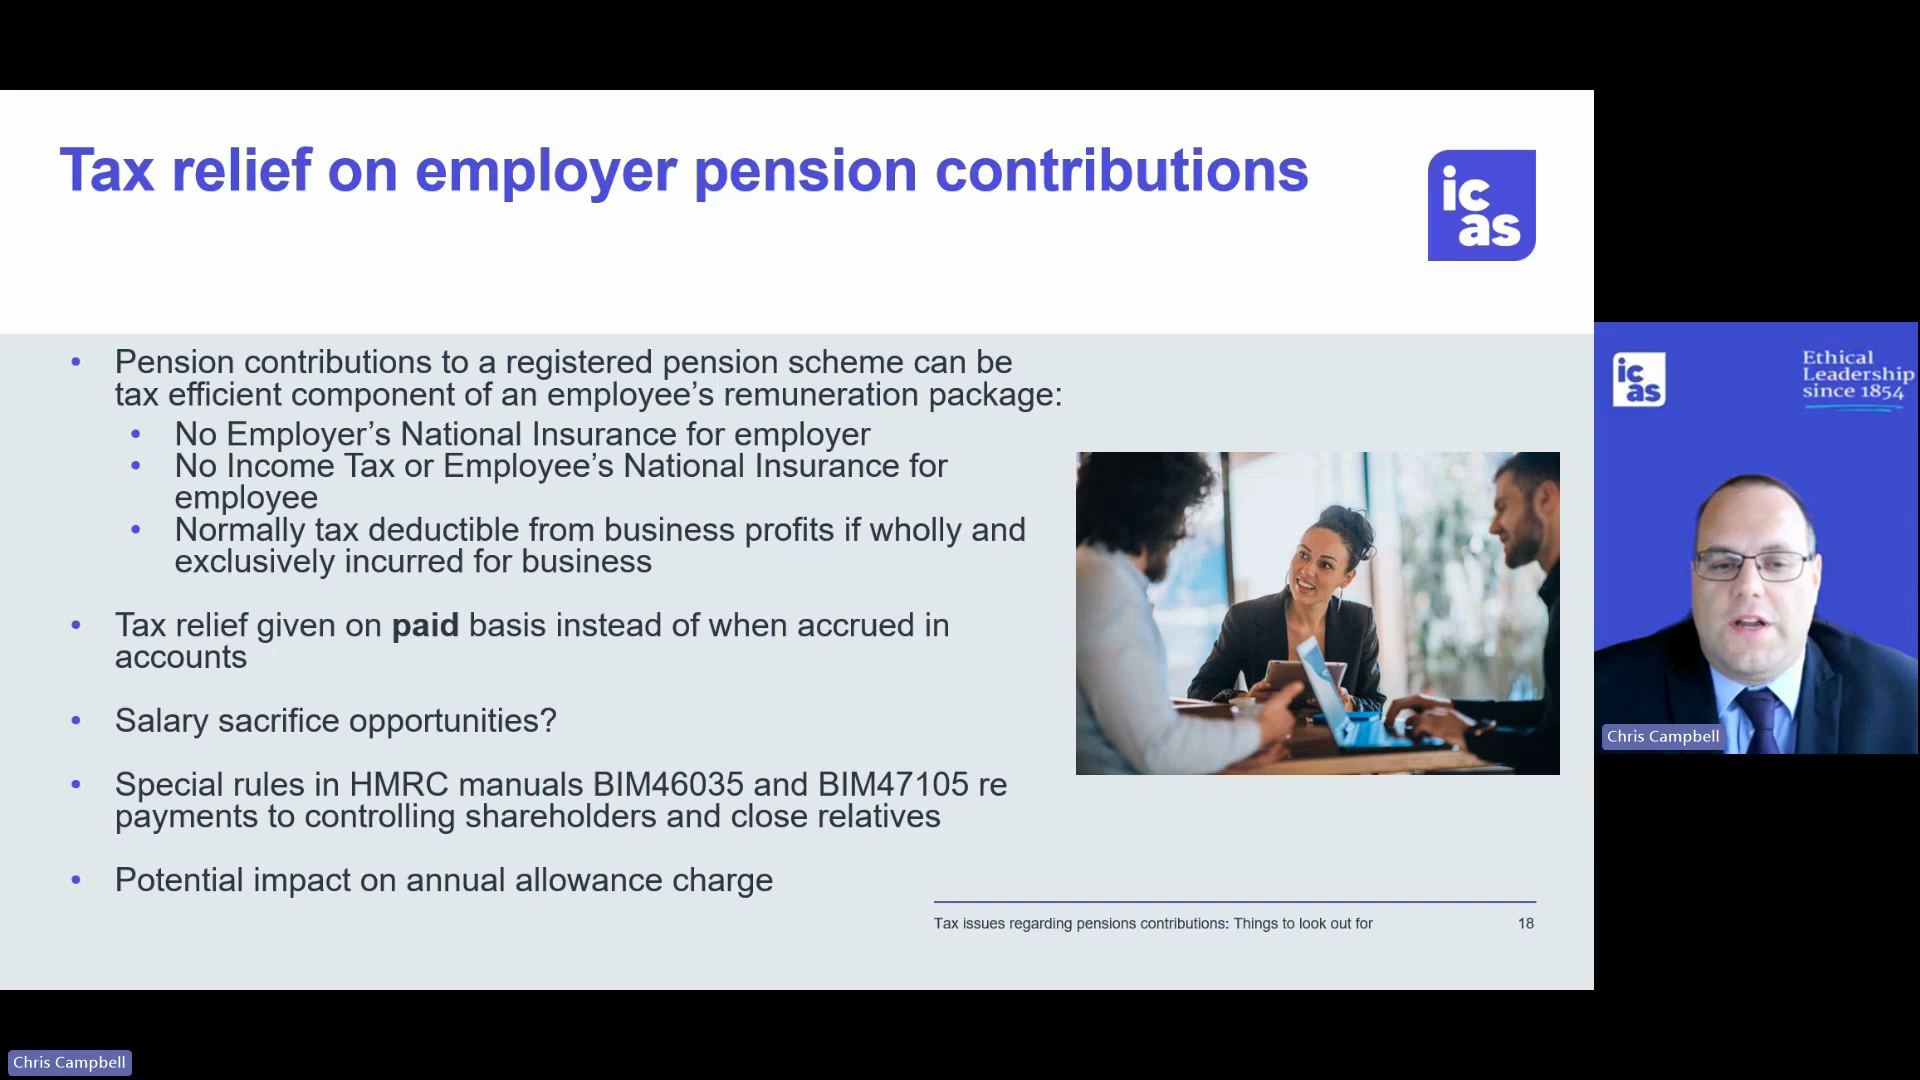 Tax relief on employer pension contributions
ic
as
• Pension contributions to a registered pension scheme can be
tax efficient component of an employee’s remuneration package:
• No Employer’s National Insurance for employer
• No Income Tax or Employee’s National Insurance for
employee
• Normally tax deductible from business profits if wholly and
exclusively incurred for business
• Tax relief given on paid basis instead of when accrued in
accounts
• Salary sacrifice opportunities?
• Special rules in HMRC manuals BIM46035 and BIM47105 re
payments to controlling shareholders and close relatives
• Potential impact on annual allowance charge
Tax issues regarding pensions contributions: Things to look out for 18
ic
as
Ethical
Leadership
since 1854
Chris Campbell
Chris Campbell